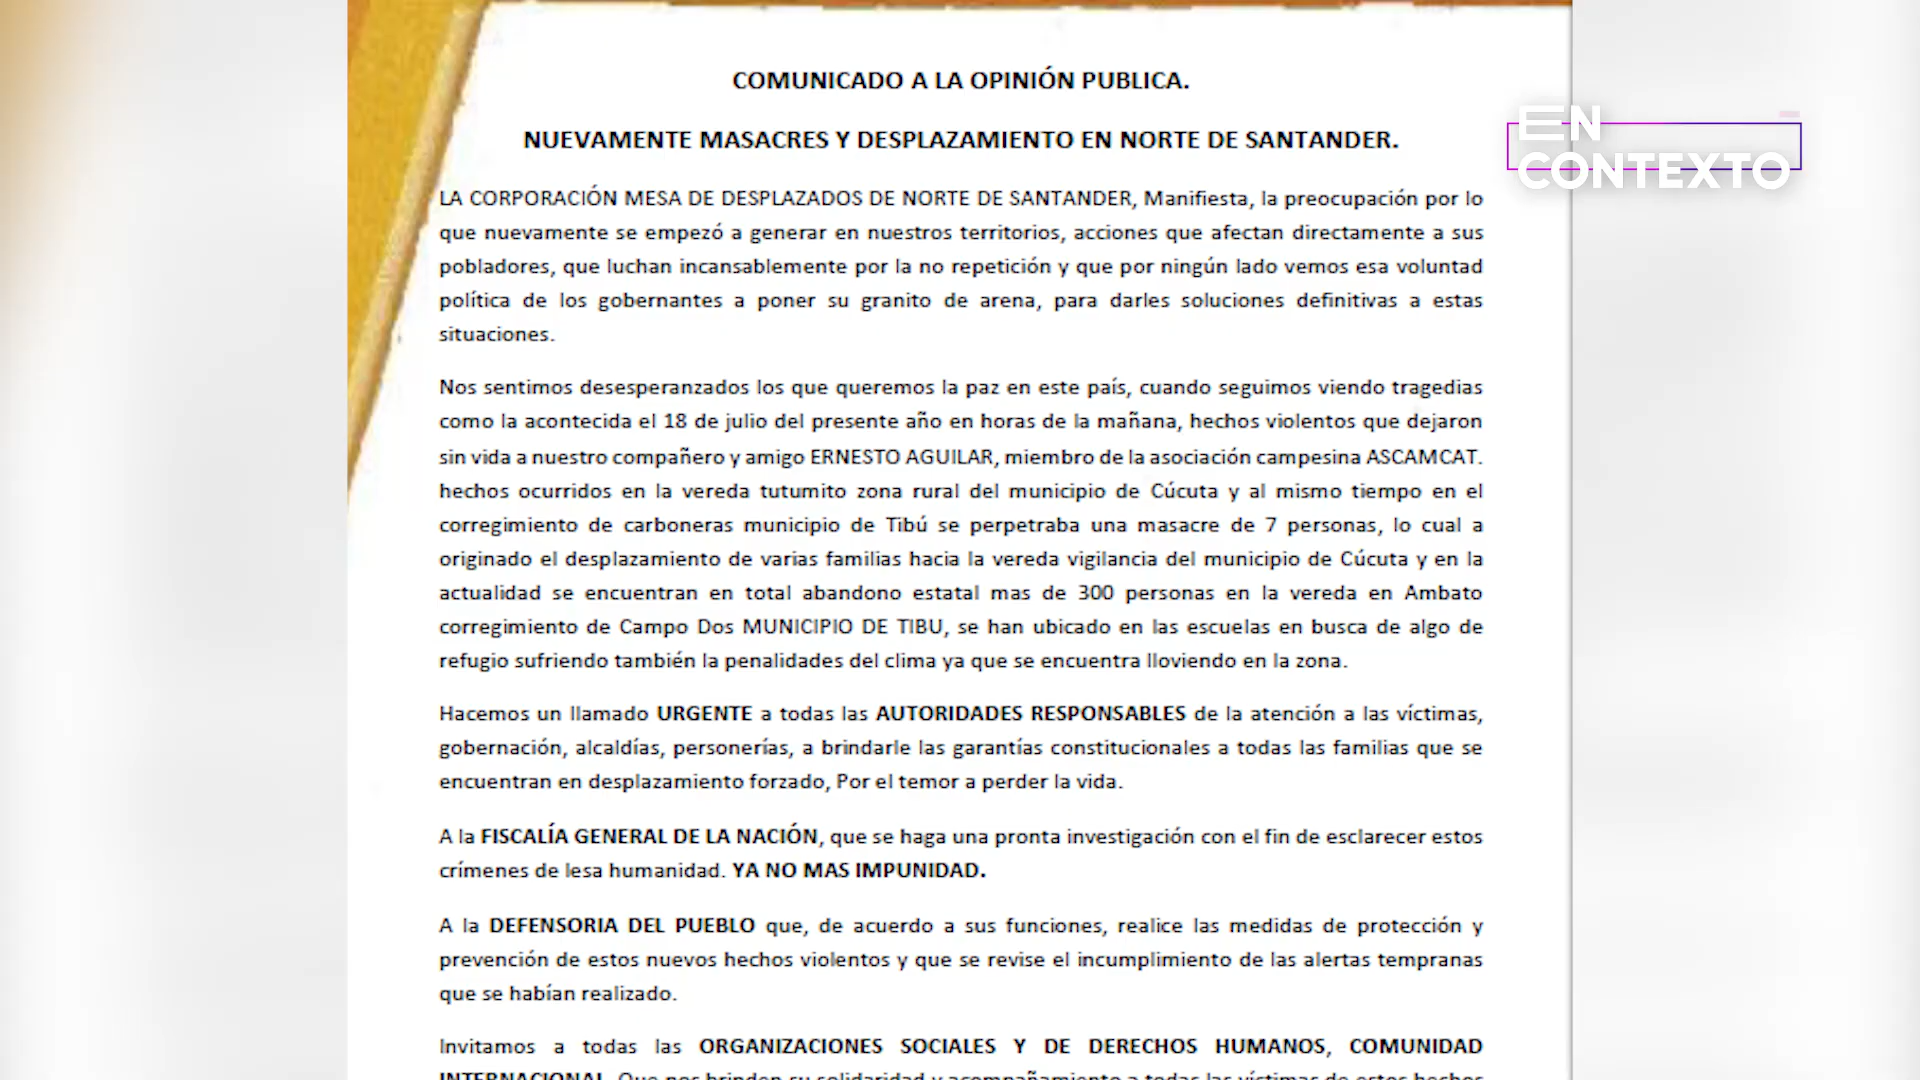 COMUNICADO A LA OPINIÓN PUBLICA.
NUEVAMENTE MASACRES Y DESPLAZAMIENTO EN NORTE DE SANTANDER.
EN
CONTEXTO
LA CORPORACIÓN MESA DE DESPLAZADOS DE NORTE DE SANTANDER, Manifiesta, la preocupación por lo
que nuevamente se empezó a generar en nuestros territorios, acciones que afectan directamente a sus
pobladores, que luchan incansablemente por la no repetición y que por ningún lado vemos esa voluntad
política de los gobernantes a poner su granito de arena, para darles soluciones definitivas a estas
situaciones.
Nos sentimos desesperanzados los que queremos la paz en este país, cuando seguimos viendo tragedias
como la acontecida el 18 de julio del presente año en horas de la mañana, hechos violentos que dejaron
sin vida a nuestro compañero y amigo ERNESTO AGUILAR, miembro de la asociación campesina ASCAMCAT.
hechos ocurridos en la vereda tutumito zona rural del municipio de Cúcuta y al mismo tiempo en el
corregimiento de carboneras municipio de Tibú se perpetraba una masacre de 7 personas, lo cual a
originado el desplazamiento de varias familias hacia la vereda vigilancia del municipio de Cúcuta y en la
actualidad se encuentran en total abandono estatal mas de 300 personas en la vereda en Ambato
corregimiento de Campo Dos MUNICIPIO DE TIBU, se han ubicado en las escuelas en busca de algo de
refugio sufriendo también la penalidades del clima ya que se encuentra lloviendo en la zona.
Hacemos un llamado URGENTE a todas las AUTORIDADES RESPONSABLES de la atención a las víctimas,
gobernación, alcaldías, personerías, a brindarle las garantías constitucionales a todas las familias que se
encuentran en desplazamiento forzado, Por el temor a perder la vida.
A la FISCALÍA GENERAL DE LA NACIÓN, que se haga una pronta investigación con el fin de esclarecer estos
crímenes de lesa humanidad. YA NO MAS IMPUNIDAD.
A la DEFENSORIA DEL PUEBLO que, de acuerdo a sus funciones, realice las medidas de protección y
prevención de estos nuevos hechos violentos y que se revise el incumplimiento de las alertas tempranas
que se habían realizado.
Invitamos a todas las ORGANIZACIONES SOCIALES Y DE DERECHOS HUMANOS, COMUNIDAD
INTERNACIONAL. Que nos brinden su solidaridad y acompañamiento a todas las víctimas de estos hechos